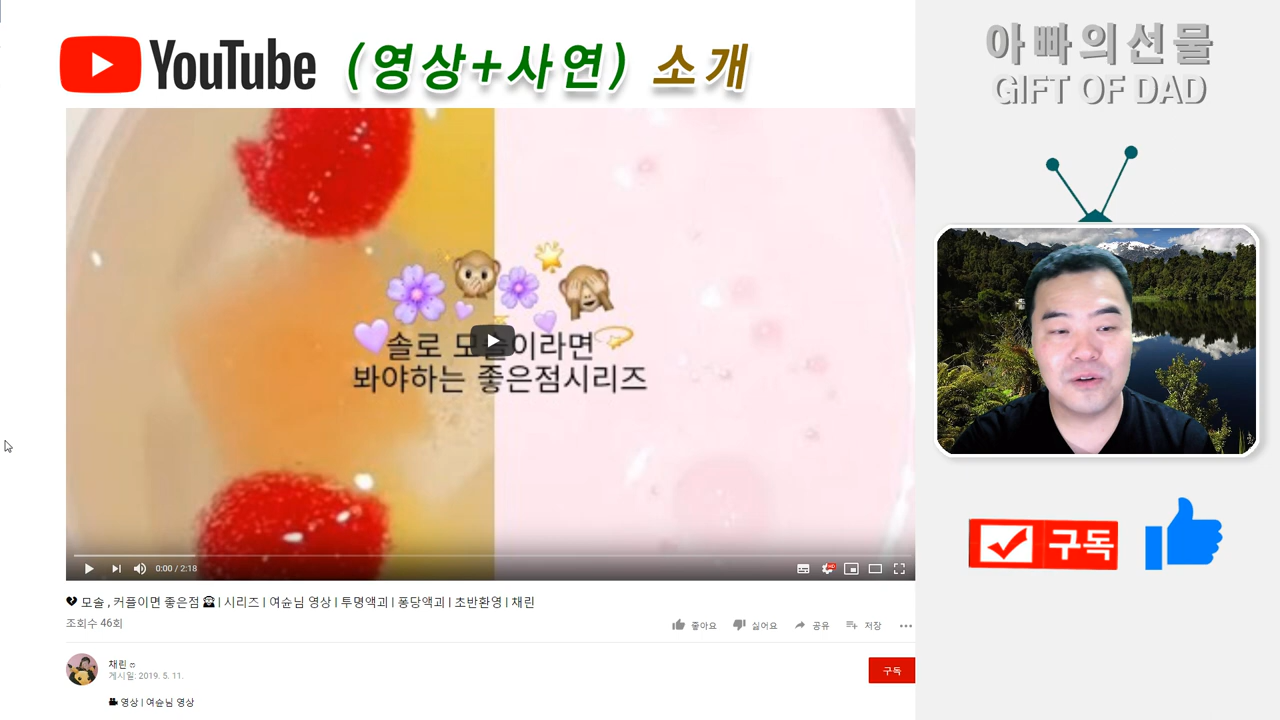 YouTube (영상+사연) 소개
아빠의선물
GIFT OF DAD
솔로 모솔이라면
봐야하는 좋은점시리즈
0:00 / 2:18
HD
모솔 , 커플이면 좋은점 | 시리즈 | 여슌님 영상 | 투명액괴 | 퐁당액괴 | 초반환영 | 채린
조회수 46회
좋아요 싫어요 공유 저장
채린
게시일: 2019. 5. 11.
구독
영상 | 여슌님 영상
구독